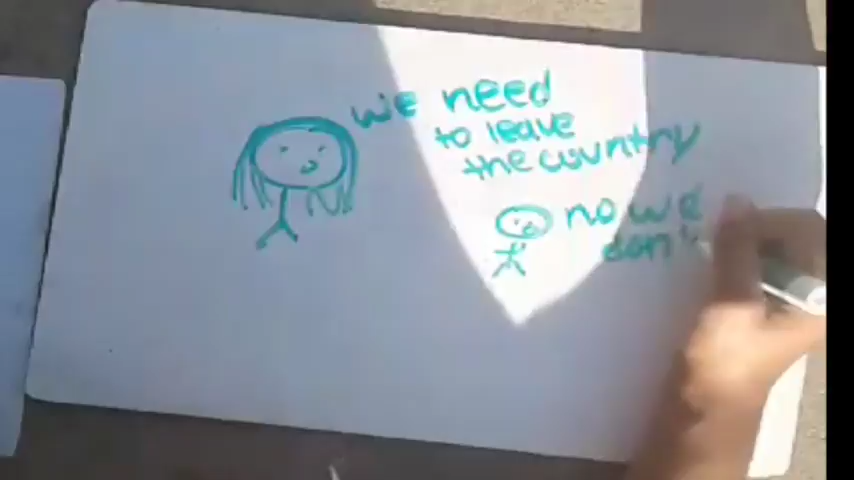 we need
to leave
the country
no we
don't